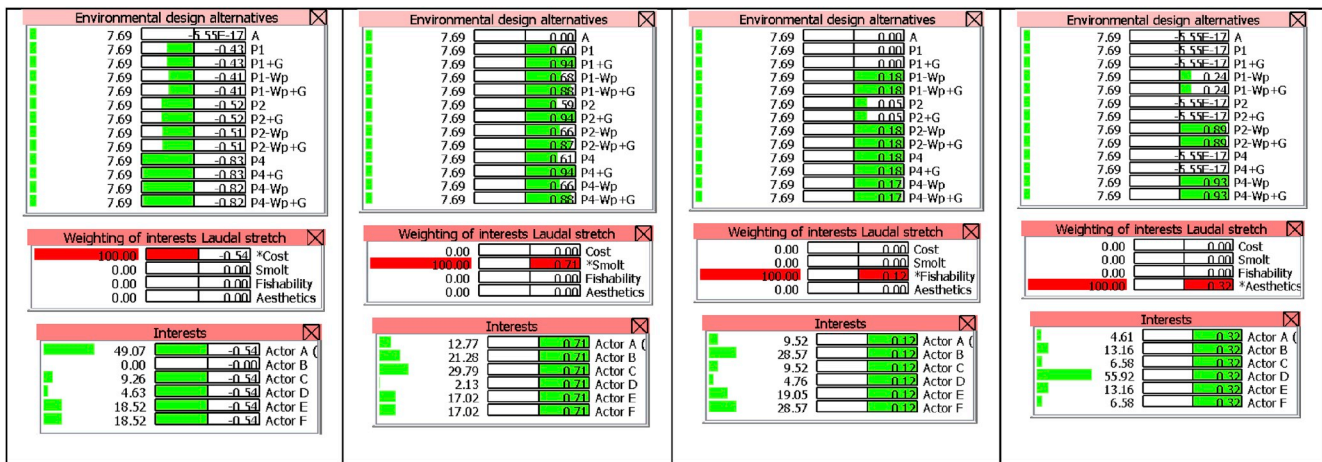 Environmental design alternatives
7.69 -5.55E-17 A
7.69 -0.43 P1
7.69 -0.43 P1+G
7.69 -0.41 P1-Wp
7.69 -0.41 P1-Wp+G
7.69 -0.52 P2
7.69 -0.52 P2+G
7.69 -0.51 P2-Wp
7.69 -0.51 P2-Wp+G
7.69 -0.83 P4
7.69 -0.83 P4+G
7.69 -0.82 P4-Wp
7.69 -0.82 P4-Wp+G
Weighting of interests Laudal stretch
100.00 -0.54 *Cost
0.00 0.00 Smolt
0.00 0.00 Fishability
0.00 0.00 Aesthetics
Interests
49.07 -0.54 Actor A (
0.00 -0.00 Actor B
9.26 -0.54 Actor C
4.63 -0.54 Actor D
18.52 -0.54 Actor E
18.52 -0.54 Actor F
Environmental design alternatives
7.69 0.00 A
7.69 0.60 P1
7.69 0.94 P1+G
7.69 0.68 P1-Wp
7.69 0.88 P1-Wp+G
7.69 0.59 P2
7.69 0.94 P2+G
7.69 0.66 P2-Wp
7.69 0.87 P2-Wp+G
7.69 0.61 P4
7.69 0.94 P4+G
7.69 0.66 P4-Wp
7.69 0.88 P4-Wp+G
Weighting of interests Laudal stretch
0.00 0.00 Cost
100.00 0.71 *Smolt
0.00 0.00 Fishability
0.00 0.00 Aesthetics
Interests
12.77 0.71 Actor A (
21.28 0.71 Actor B
29.79 0.71 Actor C
2.13 0.71 Actor D
17.02 0.71 Actor E
17.02 0.71 Actor F
Environmental design alternatives
7.69 0.00 A
7.69 0.00 P1
7.69 0.00 P1+G
7.69 0.18 P1-Wp
7.69 0.18 P1-Wp+G
7.69 0.05 P2
7.69 0.05 P2+G
7.69 0.18 P2-Wp
7.69 0.18 P2-Wp+G
7.69 0.18 P4
7.69 0.18 P4+G
7.69 0.17 P4-Wp
7.69 0.17 P4-Wp+G
Weighting of interests Laudal stretch
0.00 0.00 Cost
0.00 0.00 Smolt
100.00 0.12 *Fishability
0.00 0.00 Aesthetics
Interests
9.52 0.12 Actor A (
28.57 0.12 Actor B
9.52 0.12 Actor C
4.76 0.12 Actor D
19.05 0.12 Actor E
28.57 0.12 Actor F
Environmental design alternatives
7.69 -5.55E-17 A
7.69 -5.55E-17 P1
7.69 -5.55E-17 P1+G
7.69 0.24 P1-Wp
7.69 0.24 P1-Wp+G
7.69 -5.55E-17 P2
7.69 -5.55E-17 P2+G
7.69 0.89 P2-Wp
7.69 0.89 P2-Wp+G
7.69 -5.55E-17 P4
7.69 -5.55E-17 P4+G
7.69 0.93 P4-Wp
7.69 0.93 P4-Wp+G
Weighting of interests Laudal stretch
0.00 0.00 Cost
0.00 0.00 Smolt
0.00 0.00 Fishability
100.00 0.32 *Aesthetics
Interests
4.61 0.32 Actor A (
13.16 0.32 Actor B
6.58 0.32 Actor C
55.92 0.32 Actor D
13.16 0.32 Actor E
6.58 0.32 Actor F